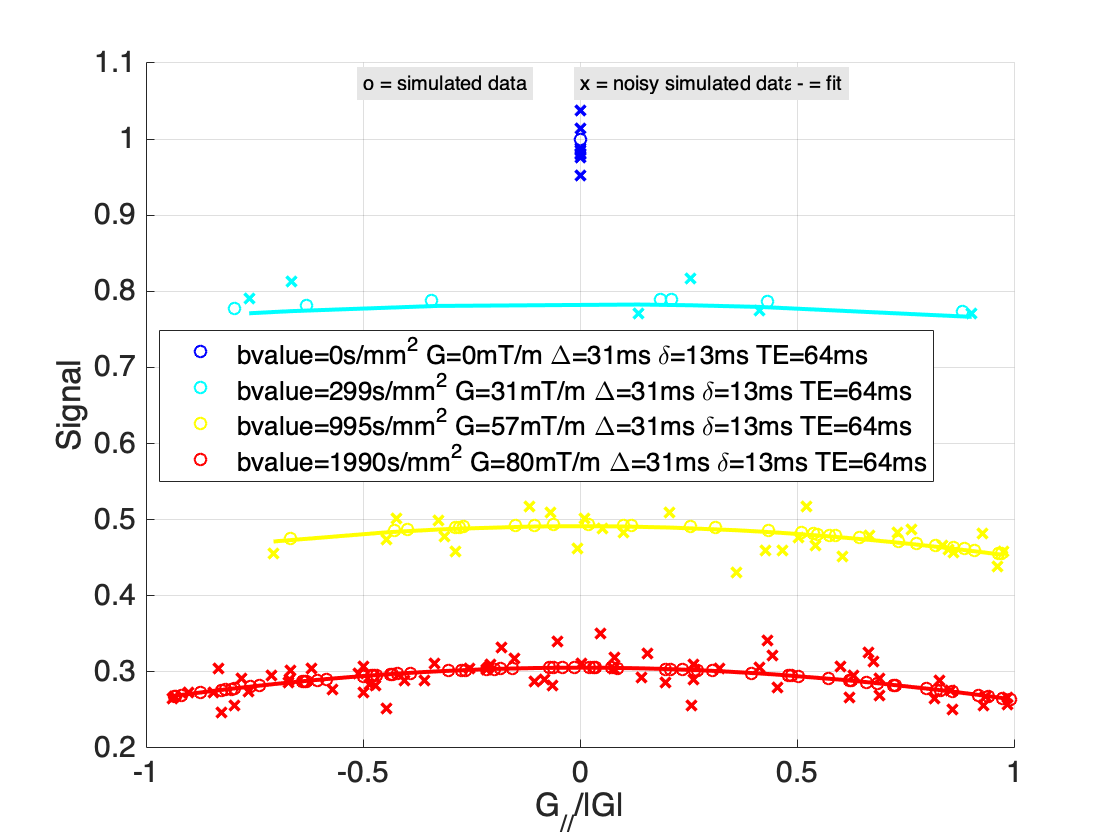 1.1
o = simulated data
x = noisy simulated data
- = fit
1
0.9
0.8
0.7
0.6
0.5
0.4
0.3
0.2
Signal
bvalue=0s/mm² G=0mT/m Δ=31ms δ=13ms TE=64ms
bvalue=299s/mm² G=31mT/m Δ=31ms δ=13ms TE=64ms
bvalue=995s/mm² G=57mT/m Δ=31ms δ=13ms TE=64ms
bvalue=1990s/mm² G=80mT/m Δ=31ms δ=13ms TE=64ms
-1
-0.5
0
0.5
1
G_///|G|